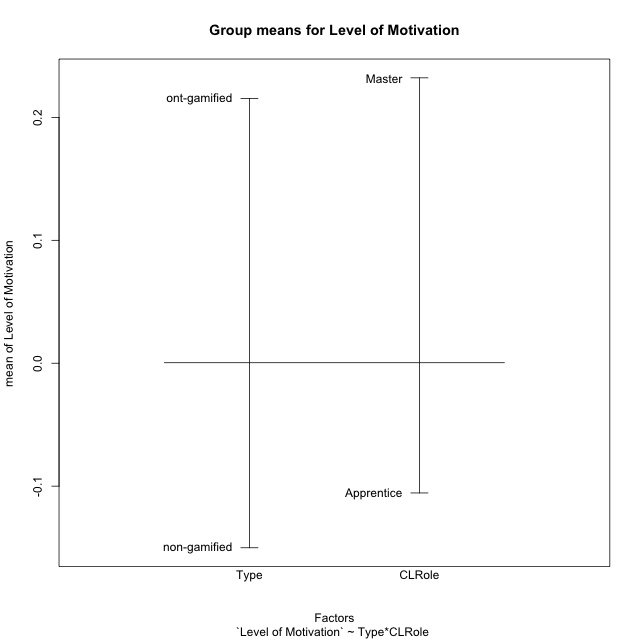 Group means for Level of Motivation
Master
ont-gamified
0.2
0.1
mean of Level of Motivation
0.0
-0.1
Apprentice
non-gamified
Type
CLRole
Factors
`Level of Motivation` ~ Type*CLRole